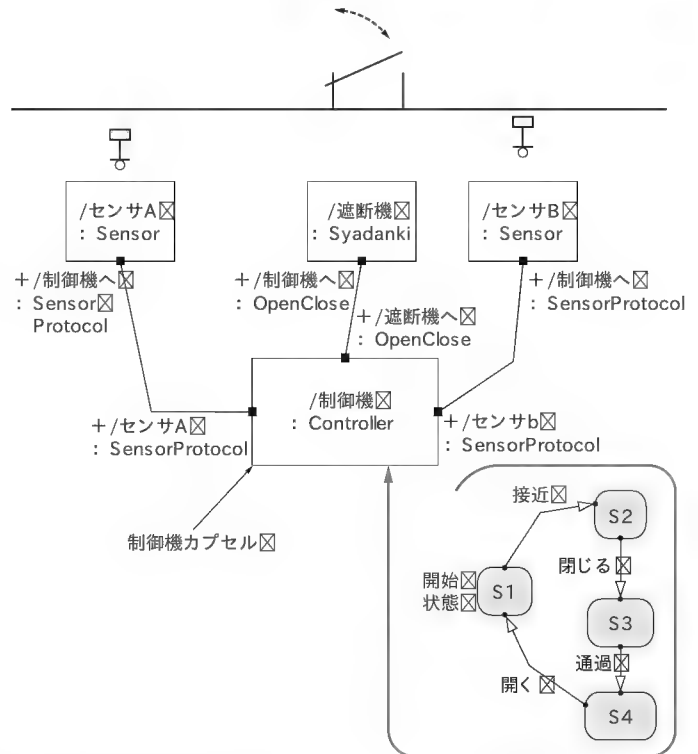 /センサA
: Sensor
/遮断機
: Syadanki
/センサB
: Sensor
+/制御機へ
: Sensor
Protocol
+/制御機へ
: OpenClose
+/制御機へ
: SensorProtocol
+/遮断機へ
: OpenClose
/制御機
: Controller
+/センサA
: SensorProtocol
+/センサb
: SensorProtocol
制御機カプセル
接近
S2
閉じる
開始
状態
S1
S3
通過
開く
S4